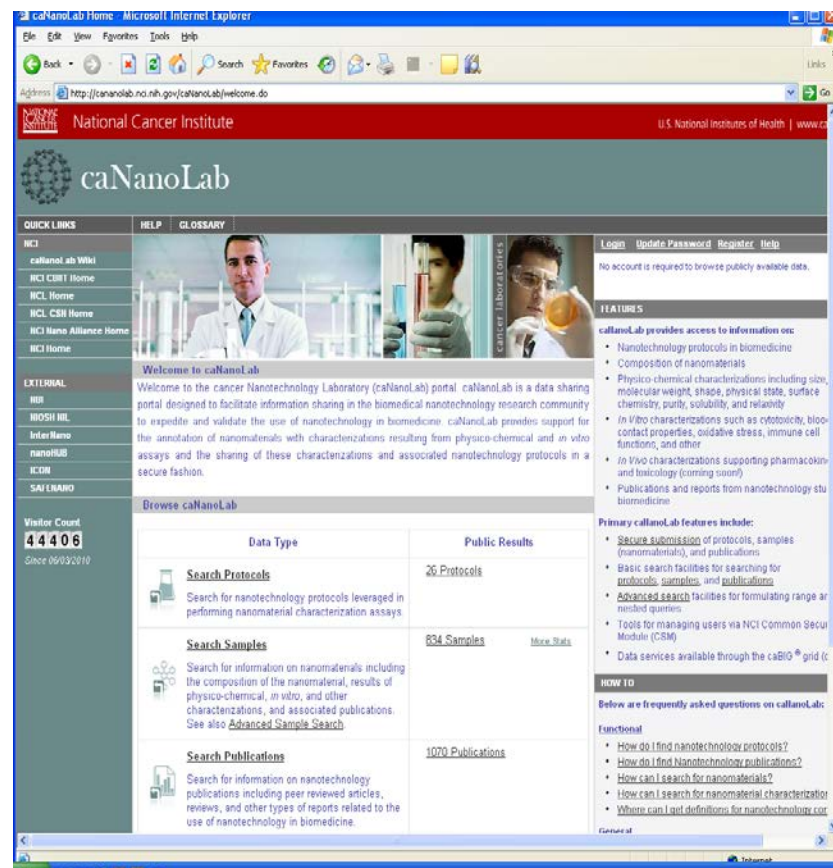 caNanoLab Home - Microsoft Internet Explorer
File Edit View Favorites Tools Help
Back Search Favorites Links
Address http://cananolab.nci.nih.gov/caNanoLab/welcome.do Go
NATIONAL CANCER INSTITUTE National Cancer Institute U.S. National Institutes of Health | www.ca
caNanoLab
QUICK LINKS HELP GLOSSARY
NCI
caNanoLab Wiki
NCI CBIIT Home
NCL Home
NCL CSN Home
NCI Nano Alliance Home
NCI Home
EXTERNAL
NBI
NIOSH NIL
InterNano
nanoHUB
ICON
SAFENANO
Visitor Count
44406
Since 06/03/2010
cancer laboratories
Welcome to caNanoLab
Welcome to the cancer Nanotechnology Laboratory (caNanoLab) portal. caNanoLab is a data sharing
portal designed to facilitate information sharing in the biomedical nanotechnology research community
to expedite and validate the use of nanotechnology in biomedicine. caNanoLab provides support for
the annotation of nanomaterials with characterizations resulting from physico-chemical and in vitro
assays and the sharing of these characterizations and associated nanotechnology protocols in a
secure fashion.
Browse caNanoLab
Data Type Public Results
Search Protocols 26 Protocols
Search for nanotechnology protocols leveraged in
performing nanomaterial characterization assays.
Search Samples 834 Samples More Stats
Search for information on nanomaterials including
the composition of the nanomaterial, results of
physico-chemical, in vitro, and other
characterizations, and associated publications.
See also Advanced Sample Search.
Search Publications 1070 Publications
Search for information on nanotechnology
publications including peer reviewed articles,
reviews, and other types of reports related to the
use of nanotechnology in biomedicine.
Login Update Password Register Help
No account is required to browse publicly available data.
FEATURES
caNanoLab provides access to information on:
• Nanotechnology protocols in biomedicine
• Composition of nanomaterials
• Physico-chemical characterizations including size,
molecular weight, shape, physical state, surface
chemistry, purity, solubility, and relaxivity
• In Vitro characterizations such as cytotoxicity, bloo
contact properties, oxidative stress, immune cell
functions, and other
• In Vivo characterizations supporting pharmacokin
and toxicology (coming soon!)
• Publications and reports from nanotechnology stu
biomedicine
Primary caNanoLab features include:
• Secure submission of protocols, samples
(nanomaterials), and publications
• Basic search facilities for searching for
protocols, samples, and publications
• Advanced search facilities for formulating range an
nested queries
• Tools for managing users via NCI Common Secur
Module (CSM)
• Data services available through the caBIG ® grid (c
HOW TO
Below are frequently asked questions on caNanoLab:
Functional
• How do I find nanotechnology protocols?
• How do I find Nanotechnology publications?
• How can I search for nanomaterials?
• How can I search for nanomaterial characterization
• Where can I get definitions for nanotechnology con
General
Internet